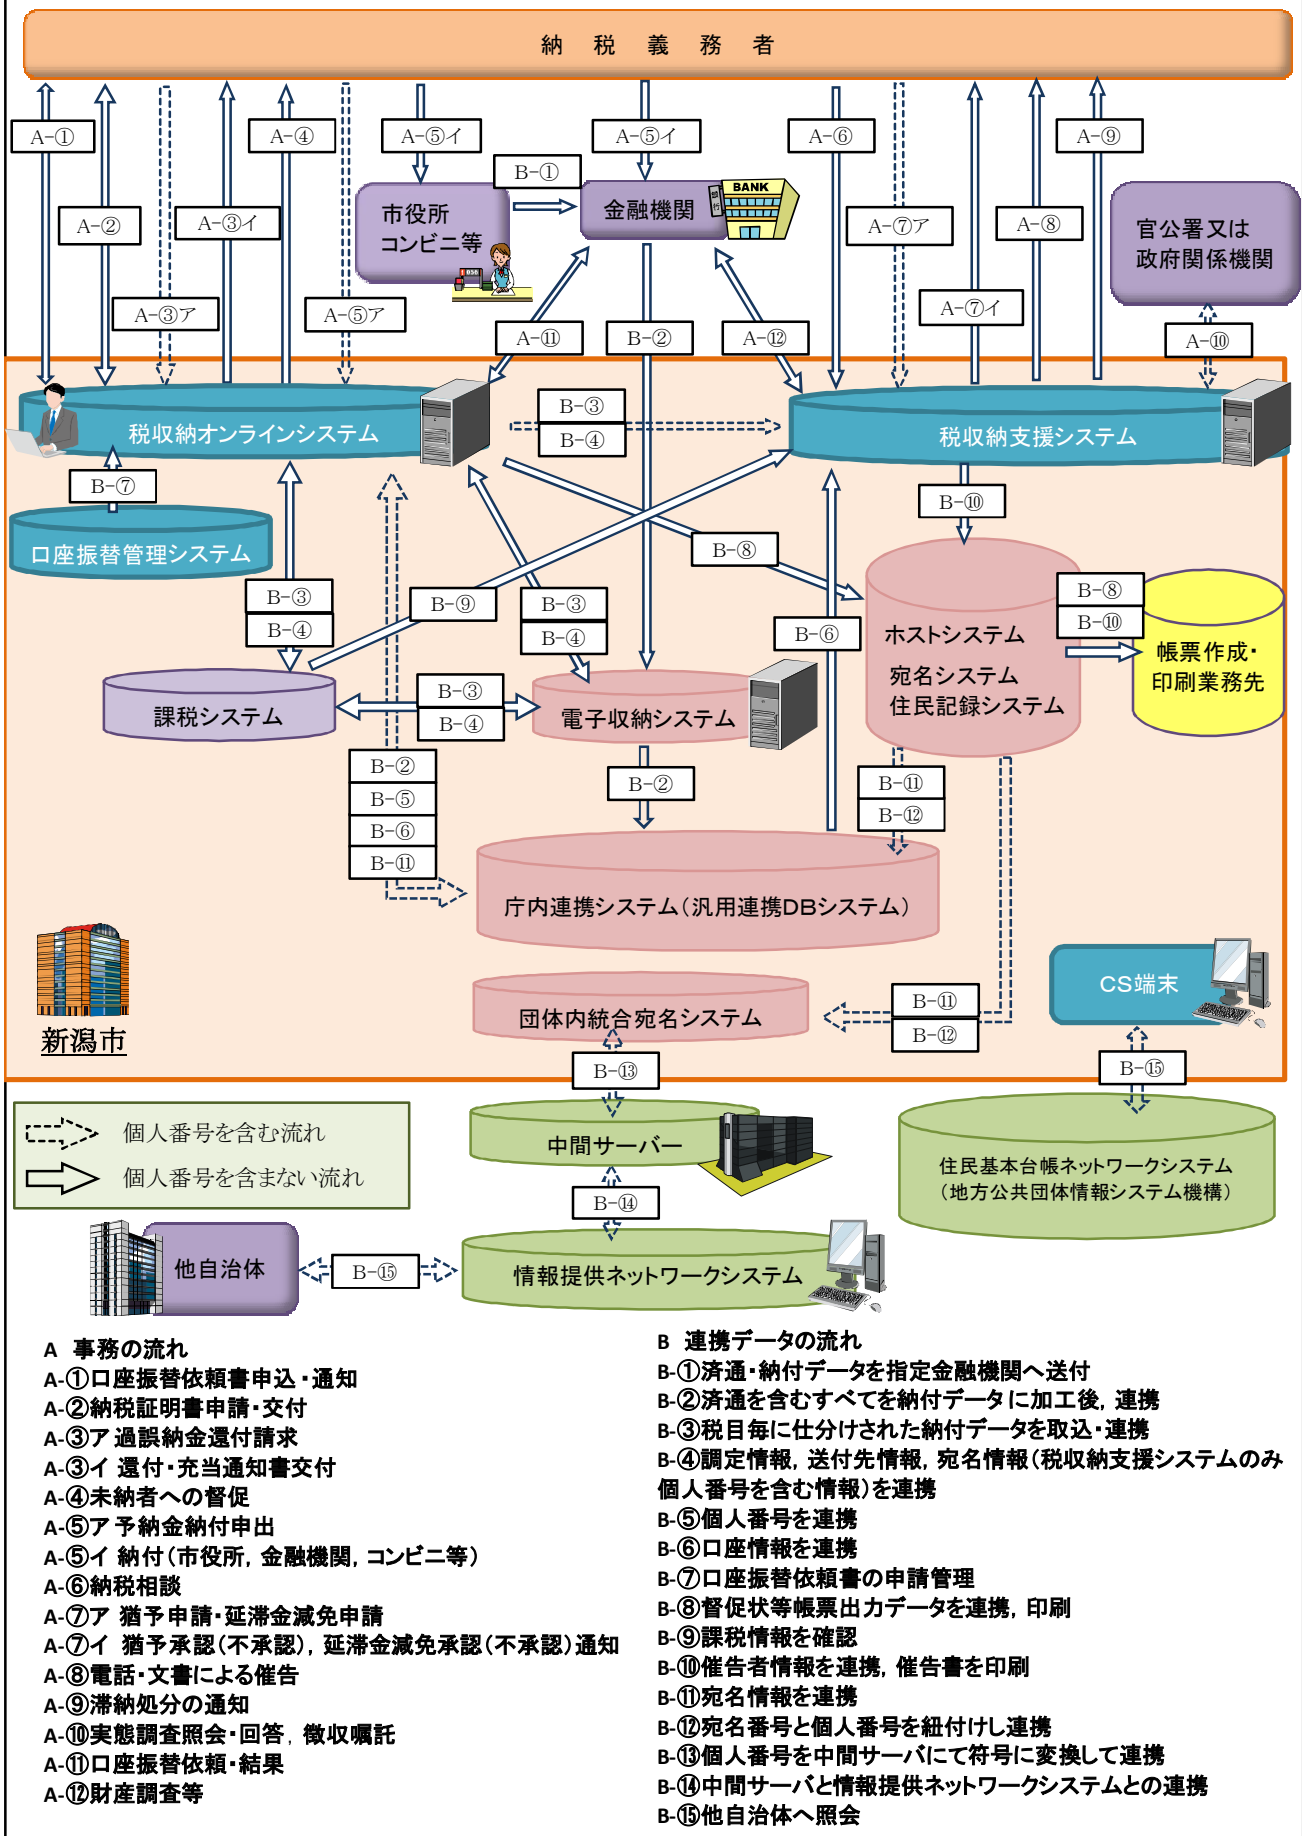 納 税 義 務 者
A-①
A-②
A-③ア
A-③イ
A-④
A-⑤ア
A-⑤イ
B-①
A-⑤イ
A-⑥
A-⑦ア
A-⑦イ
A-⑧
A-⑨
市役所
コンビニ等
金融機関
銀行
BANK
官公署又は
政府関係機関
A-⑩
A-⑪
B-②
A-⑫
税収納オンラインシステム
B-③
B-④
税収納支援システム
B-⑦
口座振替管理システム
B-⑩
B-⑧
B-③
B-④
B-⑨
B-③
B-④
B-⑥
ホストシステム
宛名システム
住民記録システム
B-⑧
B-⑩
帳票作成・
印刷業務先
課税システム
B-③
B-④
電子収納システム
B-②
B-⑤
B-⑥
B-⑪
B-②
B-⑪
B-⑫
庁内連携システム(汎用連携DBシステム)
新潟市
団体内統合宛名システム
B-⑪
B-⑫
CS端末
B-⑬
B-⑮
個人番号を含む流れ
個人番号を含まない流れ
中間サーバー
住民基本台帳ネットワークシステム
(地方公共団体情報システム機構)
B-⑭
他自治体
B-⑮
情報提供ネットワークシステム
A 事務の流れ
A-①口座振替依頼書申込・通知
A-②納税証明書申請・交付
A-③ア 過誤納金還付請求
A-③イ 還付・充当通知書交付
A-④未納者への督促
A-⑤ア 予納金納付申出
A-⑤イ 納付(市役所,金融機関,コンビニ等)
A-⑥納税相談
A-⑦ア 猶予申請・延滞金減免申請
A-⑦イ 猶予承認(不承認),延滞金減免承認(不承認)通知
A-⑧電話・文書による催告
A-⑨滞納処分の通知
A-⑩実態調査照会・回答,徴収嘱託
A-⑪口座振替依頼・結果
A-⑫財産調査等
B 連携データの流れ
B-①済通・納付データを指定金融機関へ送付
B-②済通を含むすべてを納付データに加工後,連携
B-③税目毎に仕分けされた納付データを取込・連携
B-④調定情報,送付先情報,宛名情報(税収納支援システムのみ
個人番号を含む情報)を連携
B-⑤個人番号を連携
B-⑥口座情報を連携
B-⑦口座振替依頼書の申請管理
B-⑧督促状等帳票出力データを連携,印刷
B-⑨課税情報を確認
B-⑩催告者情報を連携,催告書を印刷
B-⑪宛名情報を連携
B-⑫宛名番号と個人番号を紐付けし連携
B-⑬個人番号を中間サーバにて符号に変換して連携
B-⑭中間サーバと情報提供ネットワークシステムとの連携
B-⑮他自治体へ照会